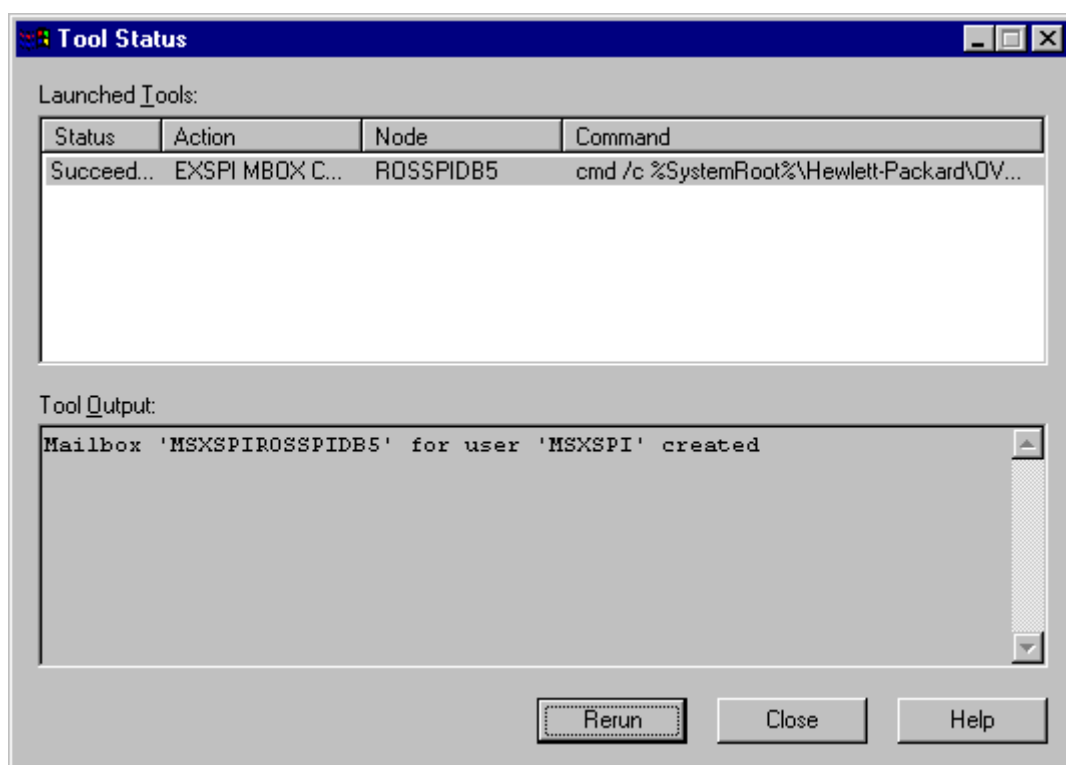 Tool Status
Launched Tools:
Status Action Node Command
Succeed... EXSPI MBOX C... ROSSPIDB5 cmd /c %SystemRoot%\Hewlett-Packard\OV...
Tool Output:
Mailbox 'MSXSPIROSSPIDB5' for user 'MSXSPI' created
Rerun Close Help